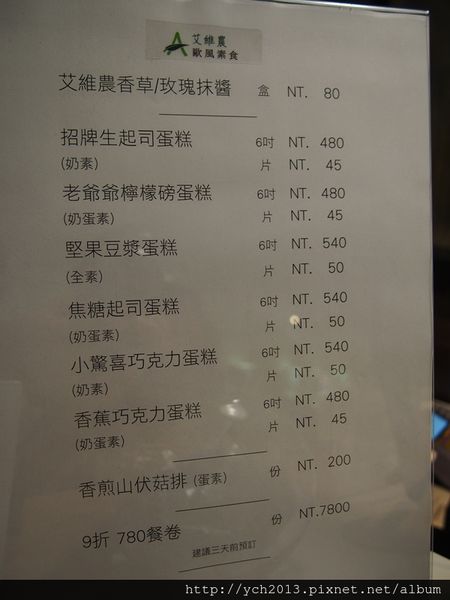 艾維農
歐風素食
艾維農香草/玫瑰抹醬 盒 NT. 80
招牌生起司蛋糕 6吋 NT. 480
(奶素) 片 NT. 45
老爺爺檸檬磅蛋糕 6吋 NT. 480
(奶蛋素) 片 NT. 45
堅果豆漿蛋糕 6吋 NT. 540
(全素) 片 NT. 50
焦糖起司蛋糕 6吋 NT. 540
(奶蛋素) 片 NT. 50
小驚喜巧克力蛋糕 6吋 NT. 540
(奶素) 片 NT. 50
香蕉巧克力蛋糕 6吋 NT. 480
(奶蛋素) 片 NT. 45
香煎山伏菇排 (蛋素) 份 NT. 200
9折 780餐卷 份 NT.7800
建議三天前預訂
http://ych2013.pixnet.net/album